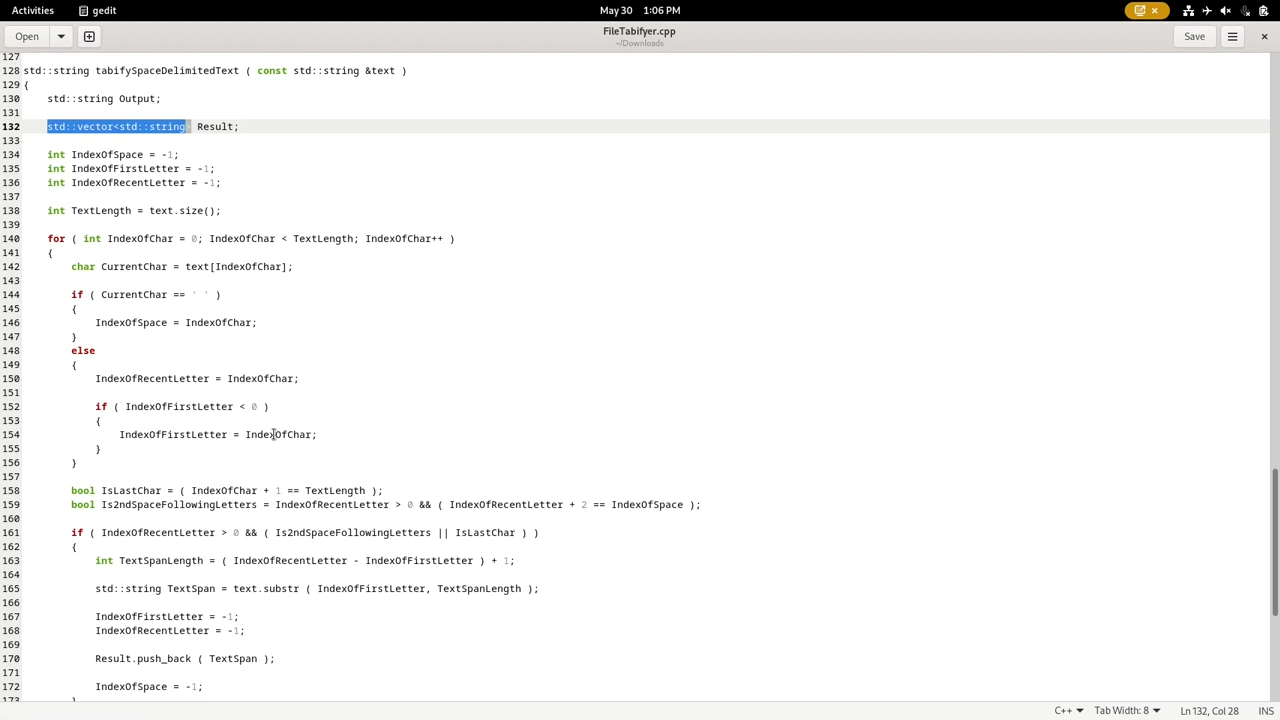 Activities gedit May 30 1:06 PM
Open FileTabifyer.cpp Save
~/Downloads
127
128 std::string tabifySpaceDelimitedText ( const std::string &text )
129 {
130     std::string Output;
131
132     std::vector<std::string> Result;
133
134     int IndexOfSpace = -1;
135     int IndexOfFirstLetter = -1;
136     int IndexOfRecentLetter = -1;
137
138     int TextLength = text.size();
139
140     for ( int IndexOfChar = 0; IndexOfChar < TextLength; IndexOfChar++ )
141     {
142         char CurrentChar = text[IndexOfChar];
143
144         if ( CurrentChar == ' ' )
145         {
146             IndexOfSpace = IndexOfChar;
147         }
148         else
149         {
150             IndexOfRecentLetter = IndexOfChar;
151
152             if ( IndexOfFirstLetter < 0 )
153             {
154                 IndexOfFirstLetter = IndexOfChar;
155             }
156         }
157
158         bool IsLastChar = ( IndexOfChar + 1 == TextLength );
159         bool Is2ndSpaceFollowingLetters = IndexOfRecentLetter > 0 && ( IndexOfRecentLetter + 2 == IndexOfSpace );
160
161         if ( IndexOfRecentLetter > 0 && ( Is2ndSpaceFollowingLetters || IsLastChar ) )
162         {
163             int TextSpanLength = ( IndexOfRecentLetter - IndexOfFirstLetter ) + 1;
164
165             std::string TextSpan = text.substr ( IndexOfFirstLetter, TextSpanLength );
166
167             IndexOfFirstLetter = -1;
168             IndexOfRecentLetter = -1;
169
170             Result.push_back ( TextSpan );
171
172             IndexOfSpace = -1;
173         }
C++ Tab Width: 8 Ln 132, Col 28 INS